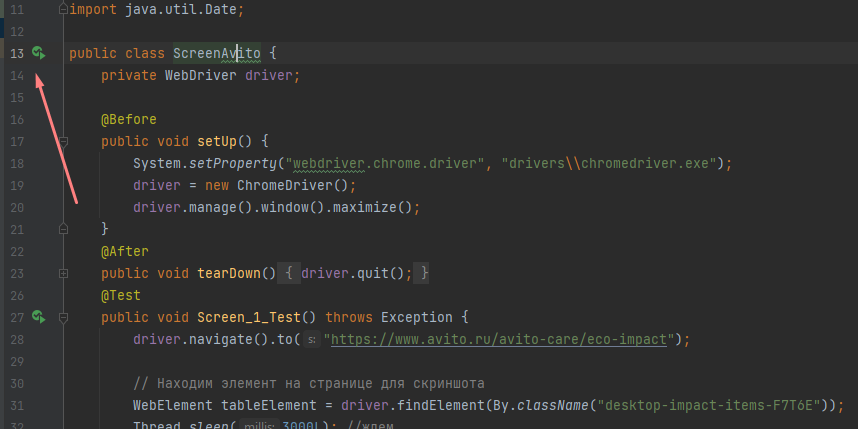 11 import java.util.Date;
12
13 public class ScreenAvito {
14 private WebDriver driver;
15
16 @Before
17 public void setUp() {
18 System.setProperty("webdriver.chrome.driver", "drivers\\chromedriver.exe");
19 driver = new ChromeDriver();
20 driver.manage().window().maximize();
21 }
22 @After
23 public void tearDown() { driver.quit(); }
26 @Test
27 public void Screen_1_Test() throws Exception {
28 driver.navigate().to( s: "https://www.avito.ru/avito-care/eco-impact");
29
30 // Находим элемент на странице для скриншота
31 WebElement tableElement = driver.findElement(By.className("desktop-impact-items-F7T6E"));
32 Thread.sleep( millis: 3000L); //ждем